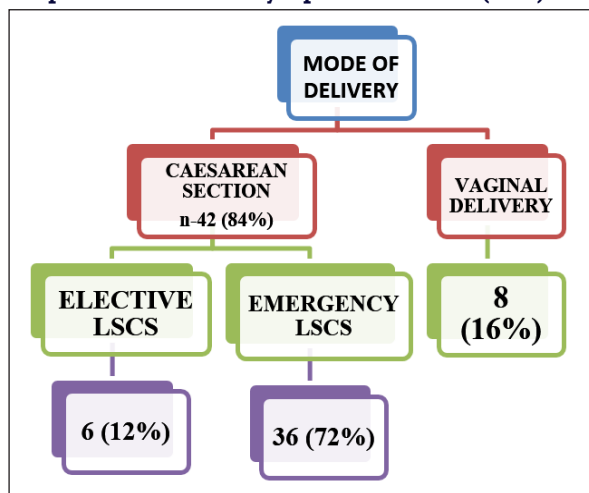 MODE OF
DELIVERY
CAESAREAN
SECTION
n-42 (84%)
VAGINAL
DELIVERY
ELECTIVE
LSCS
EMERGENCY
LSCS
8
(16%)
6 (12%)
36 (72%)